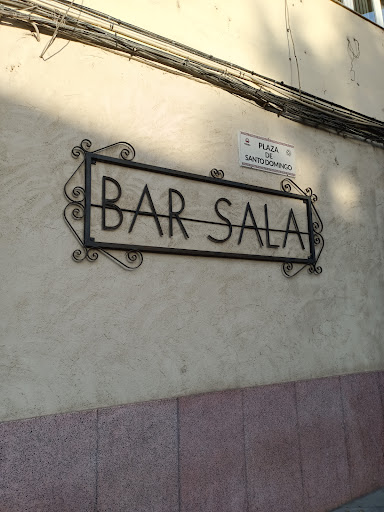 PLAZA
DE
SANTO DOMINGO
BAR SALA